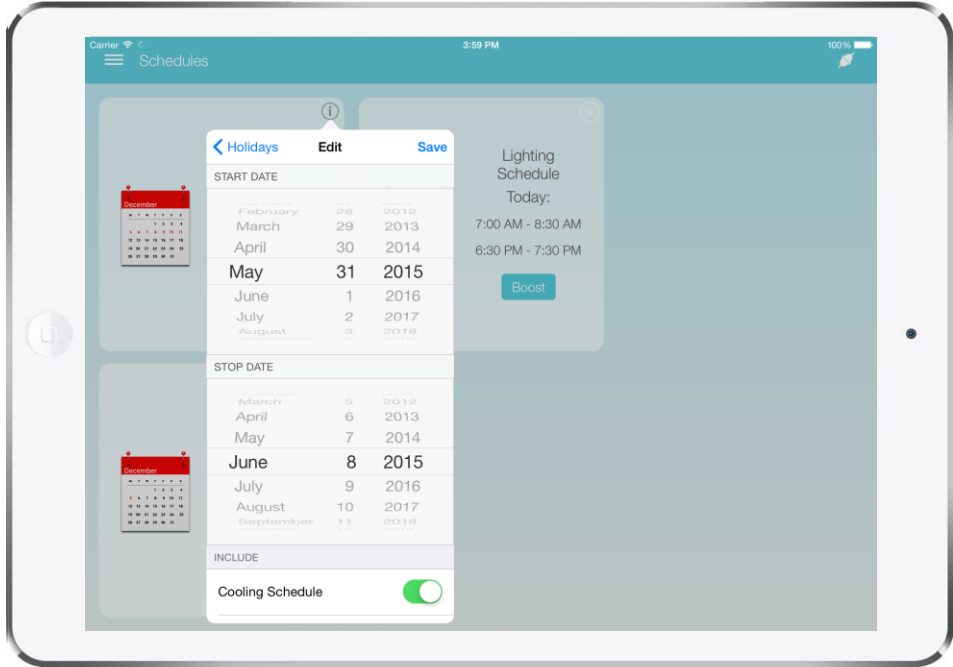 Carrier 3:59 PM 100%
Schedules
Holidays Edit Save
START DATE
February 28 2012
March 29 2013
April 30 2014
May 31 2015
June 1 2016
July 2 2017
August 3 2018
STOP DATE
March 5 2012
April 6 2013
May 7 2014
June 8 2015
July 9 2016
August 10 2017
September 11 2018
INCLUDE
Cooling Schedule
December
December
Lighting
Schedule
Today:
7:00 AM - 8:30 AM
6:30 PM - 7:30 PM
Boost